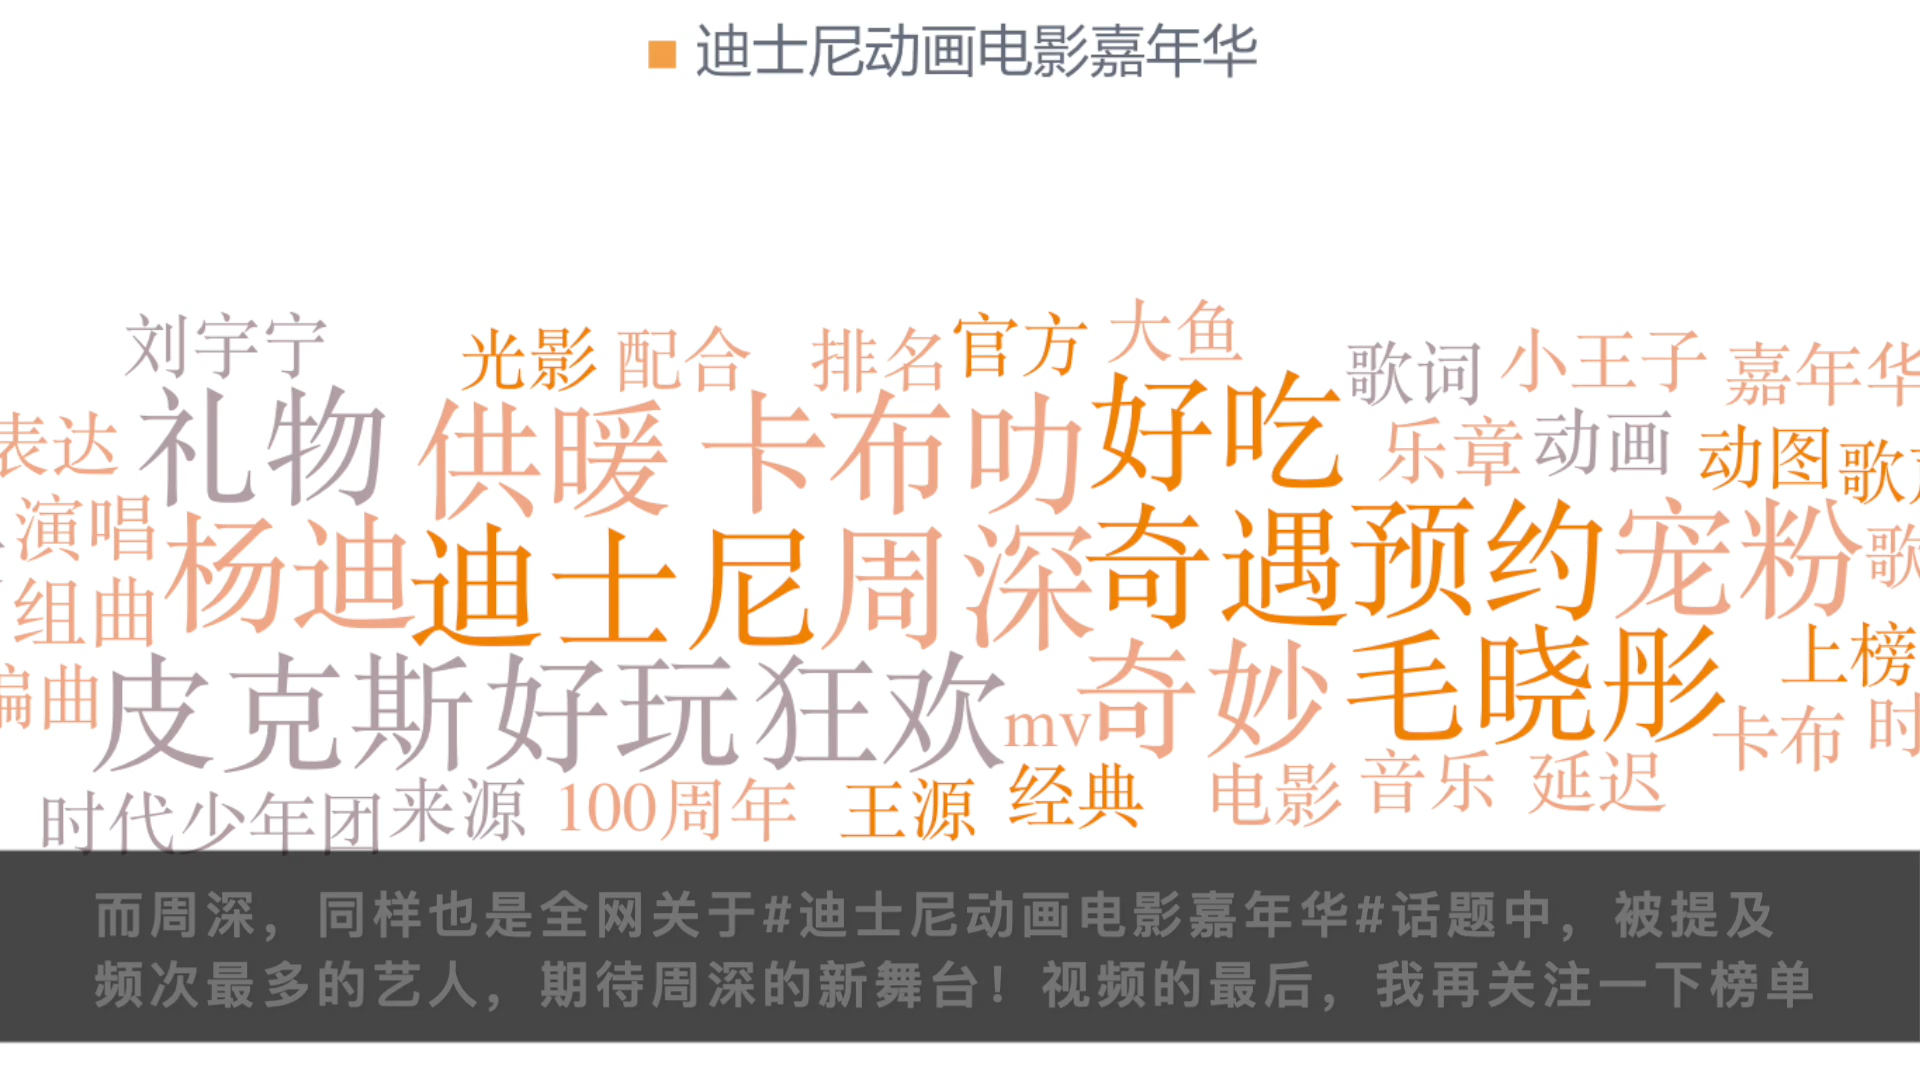 迪士尼动画电影嘉年华
刘宇宁 光影 配合 排名 官方 大鱼 歌词 小王子 嘉年华
表达 礼物 供暖 卡布叻 好吃 乐章 动画 动图
演唱 杨迪 迪士尼 周深 奇遇 预约 宠粉
组曲
编曲 皮克斯 好玩 狂欢 mv 奇妙 毛晓彤 上榜
卡布
时代少年团 来源 100周年 王源 经典 电影 音乐 延迟
而周深，同样也是全网关于#迪士尼动画电影嘉年华#话题中，被提及
频次最多的艺人，期待周深的新舞台！视频的最后，我再关注一下榜单